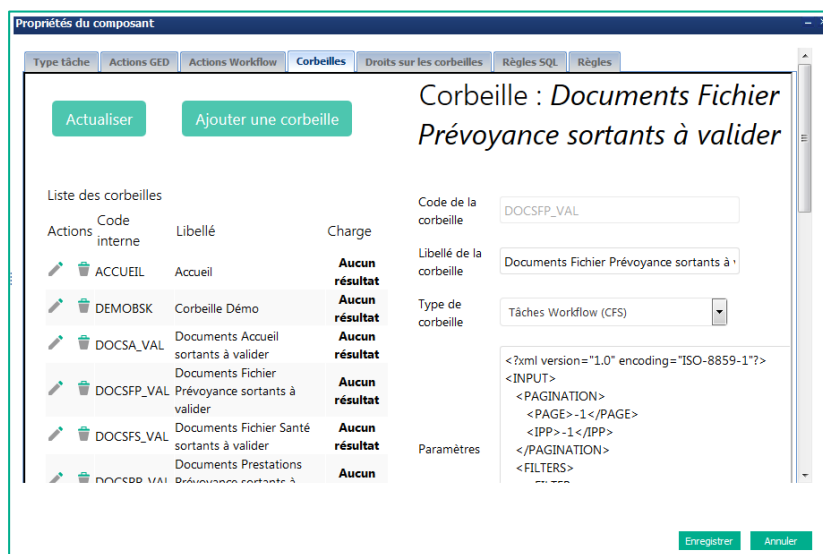 Propriétés du composant
Type tâche Actions GED Actions Workflow Corbeilles Droits sur les corbeilles Règles SQL Règles
Actualiser Ajouter une corbeille
Corbeille : Documents Fichier
Prévoyance sortants à valider
Liste des corbeilles
Actions Code interne Libellé Charge
ACCUEIL Accueil Aucun résultat
DEMOBSK Corbeille Démo Aucun résultat
DOCSA_VAL Documents Accueil sortants à valider Aucun résultat
DOCSFP_VAL Documents Fichier Prévoyance sortants à valider Aucun résultat
DOCSFS_VAL Documents Fichier Santé sortants à valider Aucun résultat
Documents Prestations Aucun
Code de la corbeille DOCSFP_VAL
Libellé de la corbeille Documents Fichier Prévoyance sortants à
Type de corbeille Tâches Workflow (CFS)
Paramètres
<?xml version="1.0" encoding="ISO-8859-1"?>
<INPUT>
<PAGINATION>
<PAGE>-1</PAGE>
<IPP>-1</IPP>
</PAGINATION>
<FILTERS>
Enregistrer Annuler